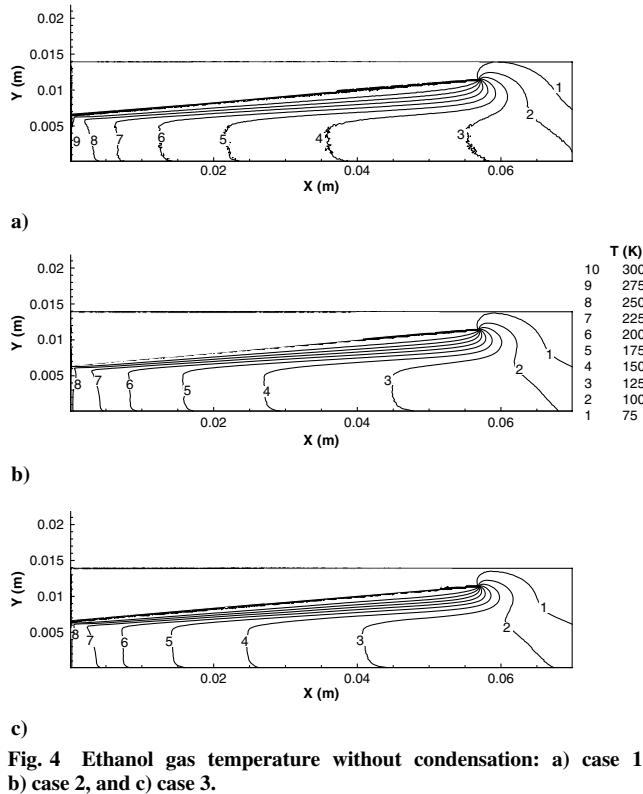 0.02
0.015
0.01
0.005
Y (m)
9 8 7 6 5 4 3 2 1
0.02 0.04 0.06
X (m)
a)
0.02
0.015
0.01
0.005
Y (m)
8 7 6 5 4 3 2 1
0.02 0.04 0.06
X (m)
T (K)
10 300
9 275
8 250
7 225
6 200
5 175
4 150
3 125
2 100
1 75
b)
0.02
0.015
0.01
0.005
Y (m)
8 7 6 5 4 3 2 1
0.02 0.04 0.06
X (m)
c)
Fig. 4 Ethanol gas temperature without condensation: a) case 1
b) case 2, and c) case 3.